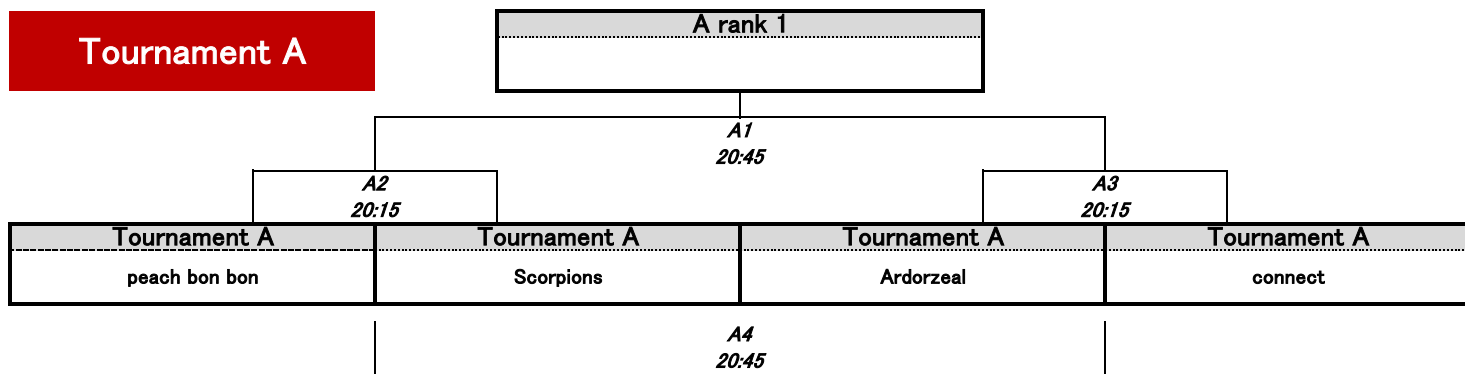 Tournament A
A rank 1
A1
20:45
A2
20:15
A3
20:15
Tournament A
Tournament A
Tournament A
Tournament A
peach bon bon
Scorpions
Ardorzeal
connect
A4
20:45